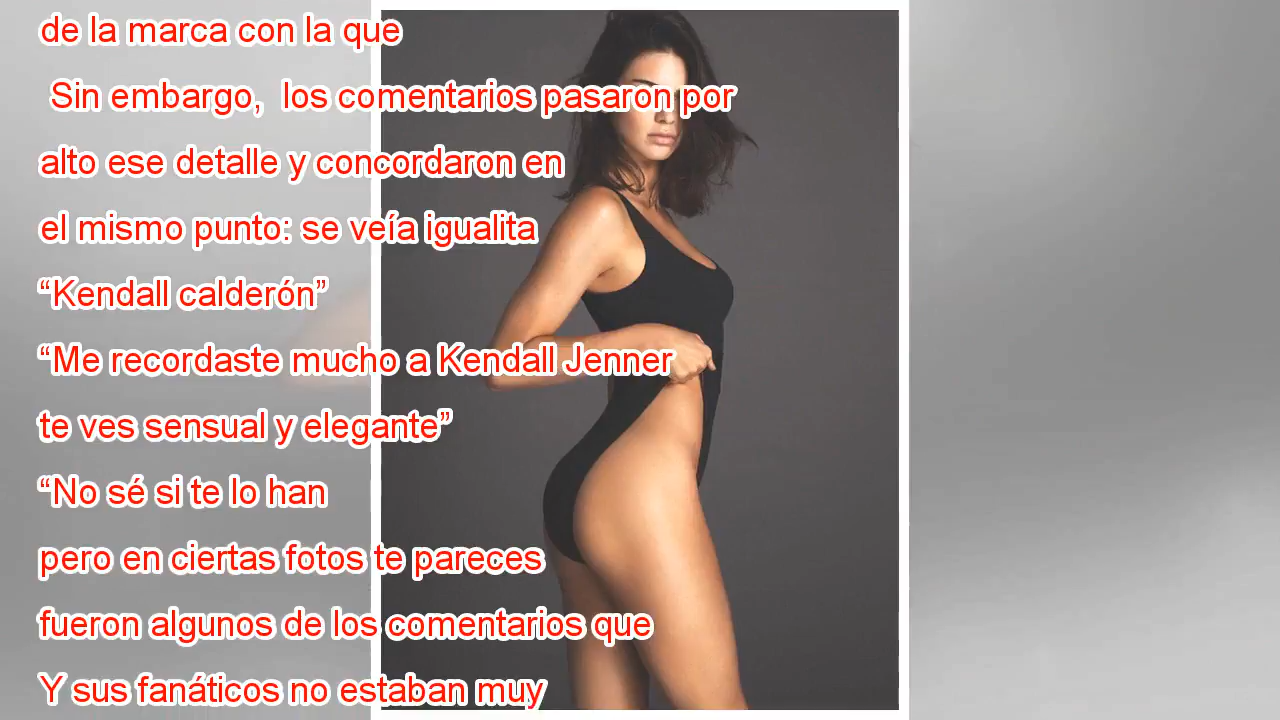 de la marca con la que
Sin embargo, los comentarios pasaron por
alto ese detalle y concordaron en
el mismo punto: se veía igualita
“Kendall calderón”
“Me recordaste mucho a Kendall Jenner
te ves sensual y elegante”
“No sé si te lo han
pero en ciertas fotos te pareces
fueron algunos de los comentarios que
Y sus fanáticos no estaban muy